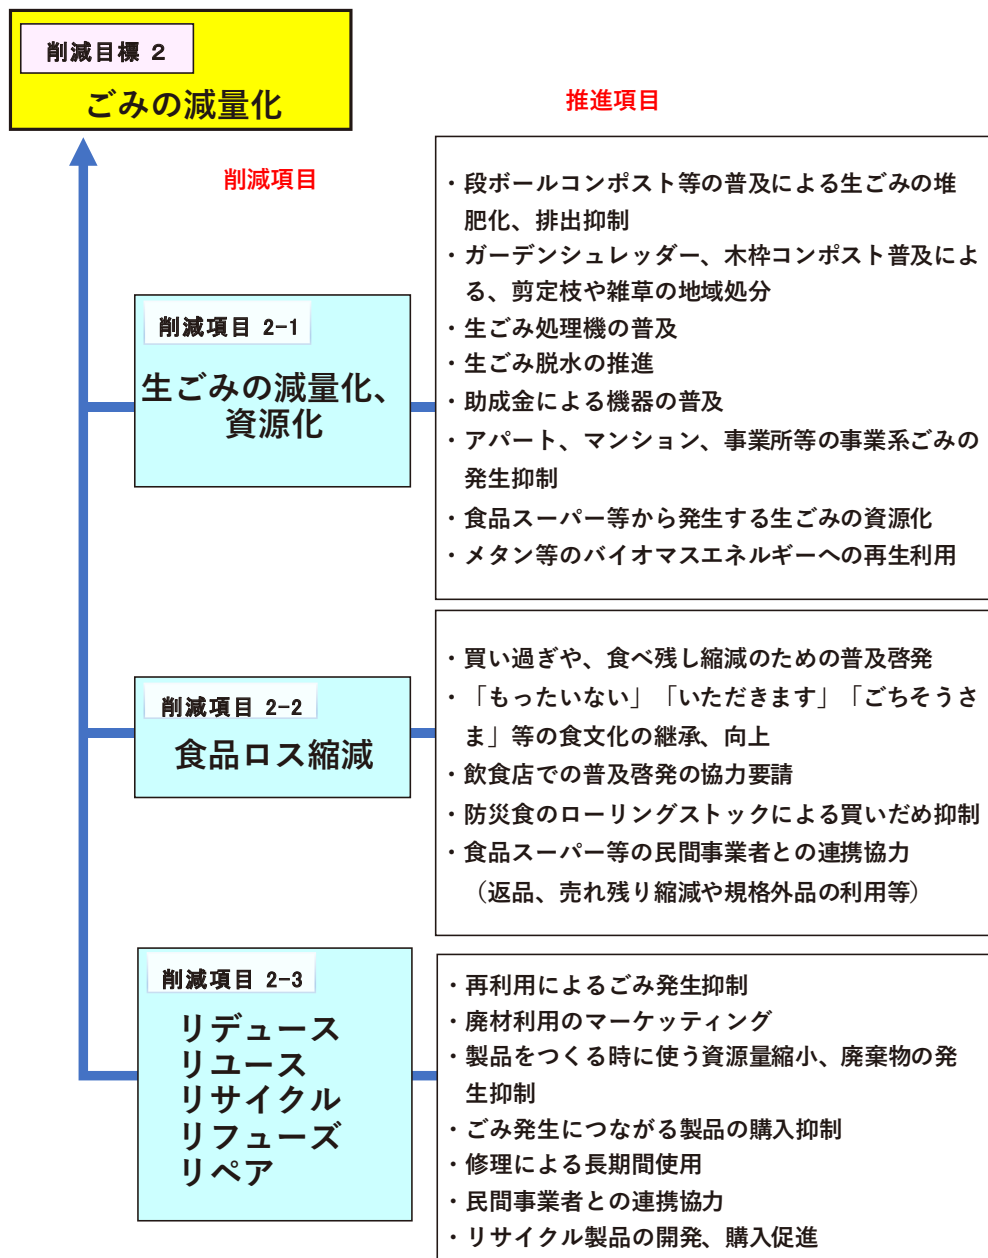 削減目標 2
ごみの減量化
推進項目
削減項目
削減項目 2-1
生ごみの減量化、
資源化
・段ボールコンポスト等の普及による生ごみの堆
肥化、排出抑制
・ガーデンシュレッダー、木枠コンポスト普及によ
る、剪定枝や雑草の地域処分
・生ごみ処理機の普及
・生ごみ脱水の推進
・助成金による機器の普及
・アパート、マンション、事業所等の事業系ごみの
発生抑制
・食品スーパー等から発生する生ごみの資源化
・メタン等のバイオマスエネルギーへの再生利用
削減項目 2-2
食品ロス縮減
・買い過ぎや、食べ残し縮減のための普及啓発
・「もったいない」「いただきます」「ごちそうさ
ま」等の食文化の継承、向上
・飲食店での普及啓発の協力要請
・防災食のローリングストックによる買いだめ抑制
・食品スーパー等の民間事業者との連携協力
（返品、売れ残り縮減や規格外品の利用等）
削減項目 2-3
リデュース
リユース
リサイクル
リフューズ
リペア
・再利用によるごみ発生抑制
・廃材利用のマーケッティング
・製品をつくる時に使う資源量縮小、廃棄物の発
生抑制
・ごみ発生につながる製品の購入抑制
・修理による長期間使用
・民間事業者との連携協力
・リサイクル製品の開発、購入促進